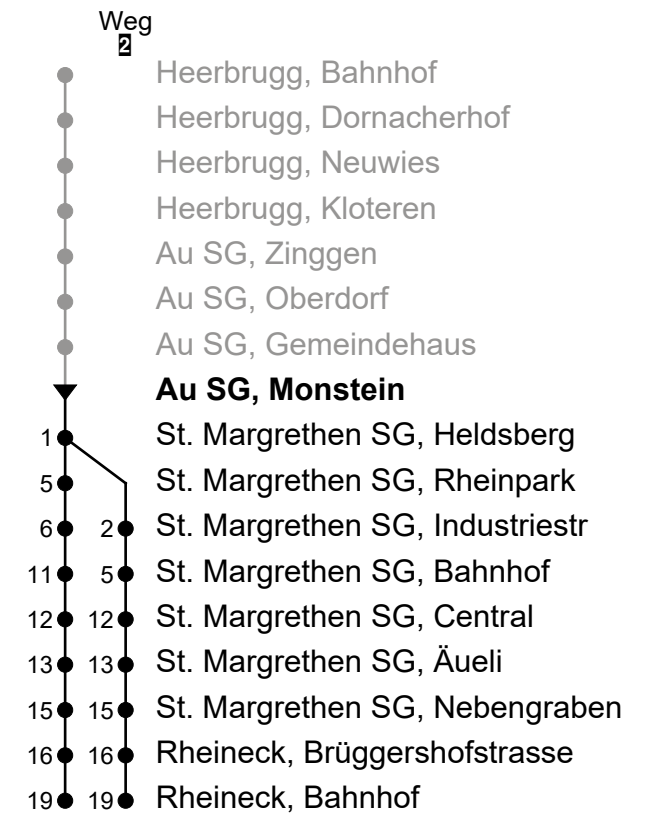 Weg
2
Heerbrugg, Bahnhof
Heerbrugg, Dornacherhof
Heerbrugg, Neuwies
Heerbrugg, Kloteren
Au SG, Zinggen
Au SG, Oberdorf
Au SG, Gemeindehaus
Au SG, Monstein
1 St. Margrethen SG, Heldsberg
5 St. Margrethen SG, Rheinpark
6 2 St. Margrethen SG, Industriestr
11 5 St. Margrethen SG, Bahnhof
12 12 St. Margrethen SG, Central
13 13 St. Margrethen SG, Äueli
15 15 St. Margrethen SG, Nebengraben
16 16 Rheineck, Brüggershofstrasse
19 19 Rheineck, Bahnhof